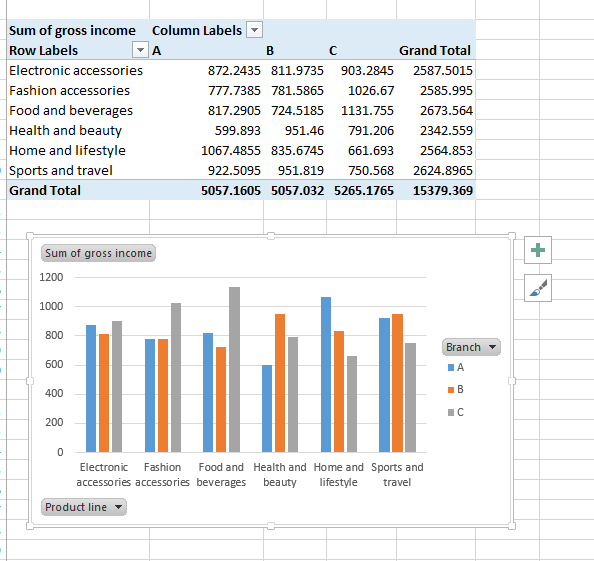 Sum of gross income Column Labels
Row Labels A B C Grand Total
Electronic accessories 872.2435 811.9735 903.2845 2587.5015
Fashion accessories 777.7385 781.5865 1026.67 2585.995
Food and beverages 817.2905 724.5185 1131.755 2673.564
Health and beauty 599.893 951.46 791.206 2342.559
Home and lifestyle 1067.4855 835.6745 661.693 2564.853
Sports and travel 922.5095 951.819 750.568 2624.8965
Grand Total 5057.1605 5057.032 5265.1765 15379.369
Sum of gross income
1200
1000
800
600
400
200
0
Electronic Fashion Food and Health and Home and Sports and
accessories accessories beverages beauty lifestyle travel
Branch
A
B
C
Product line